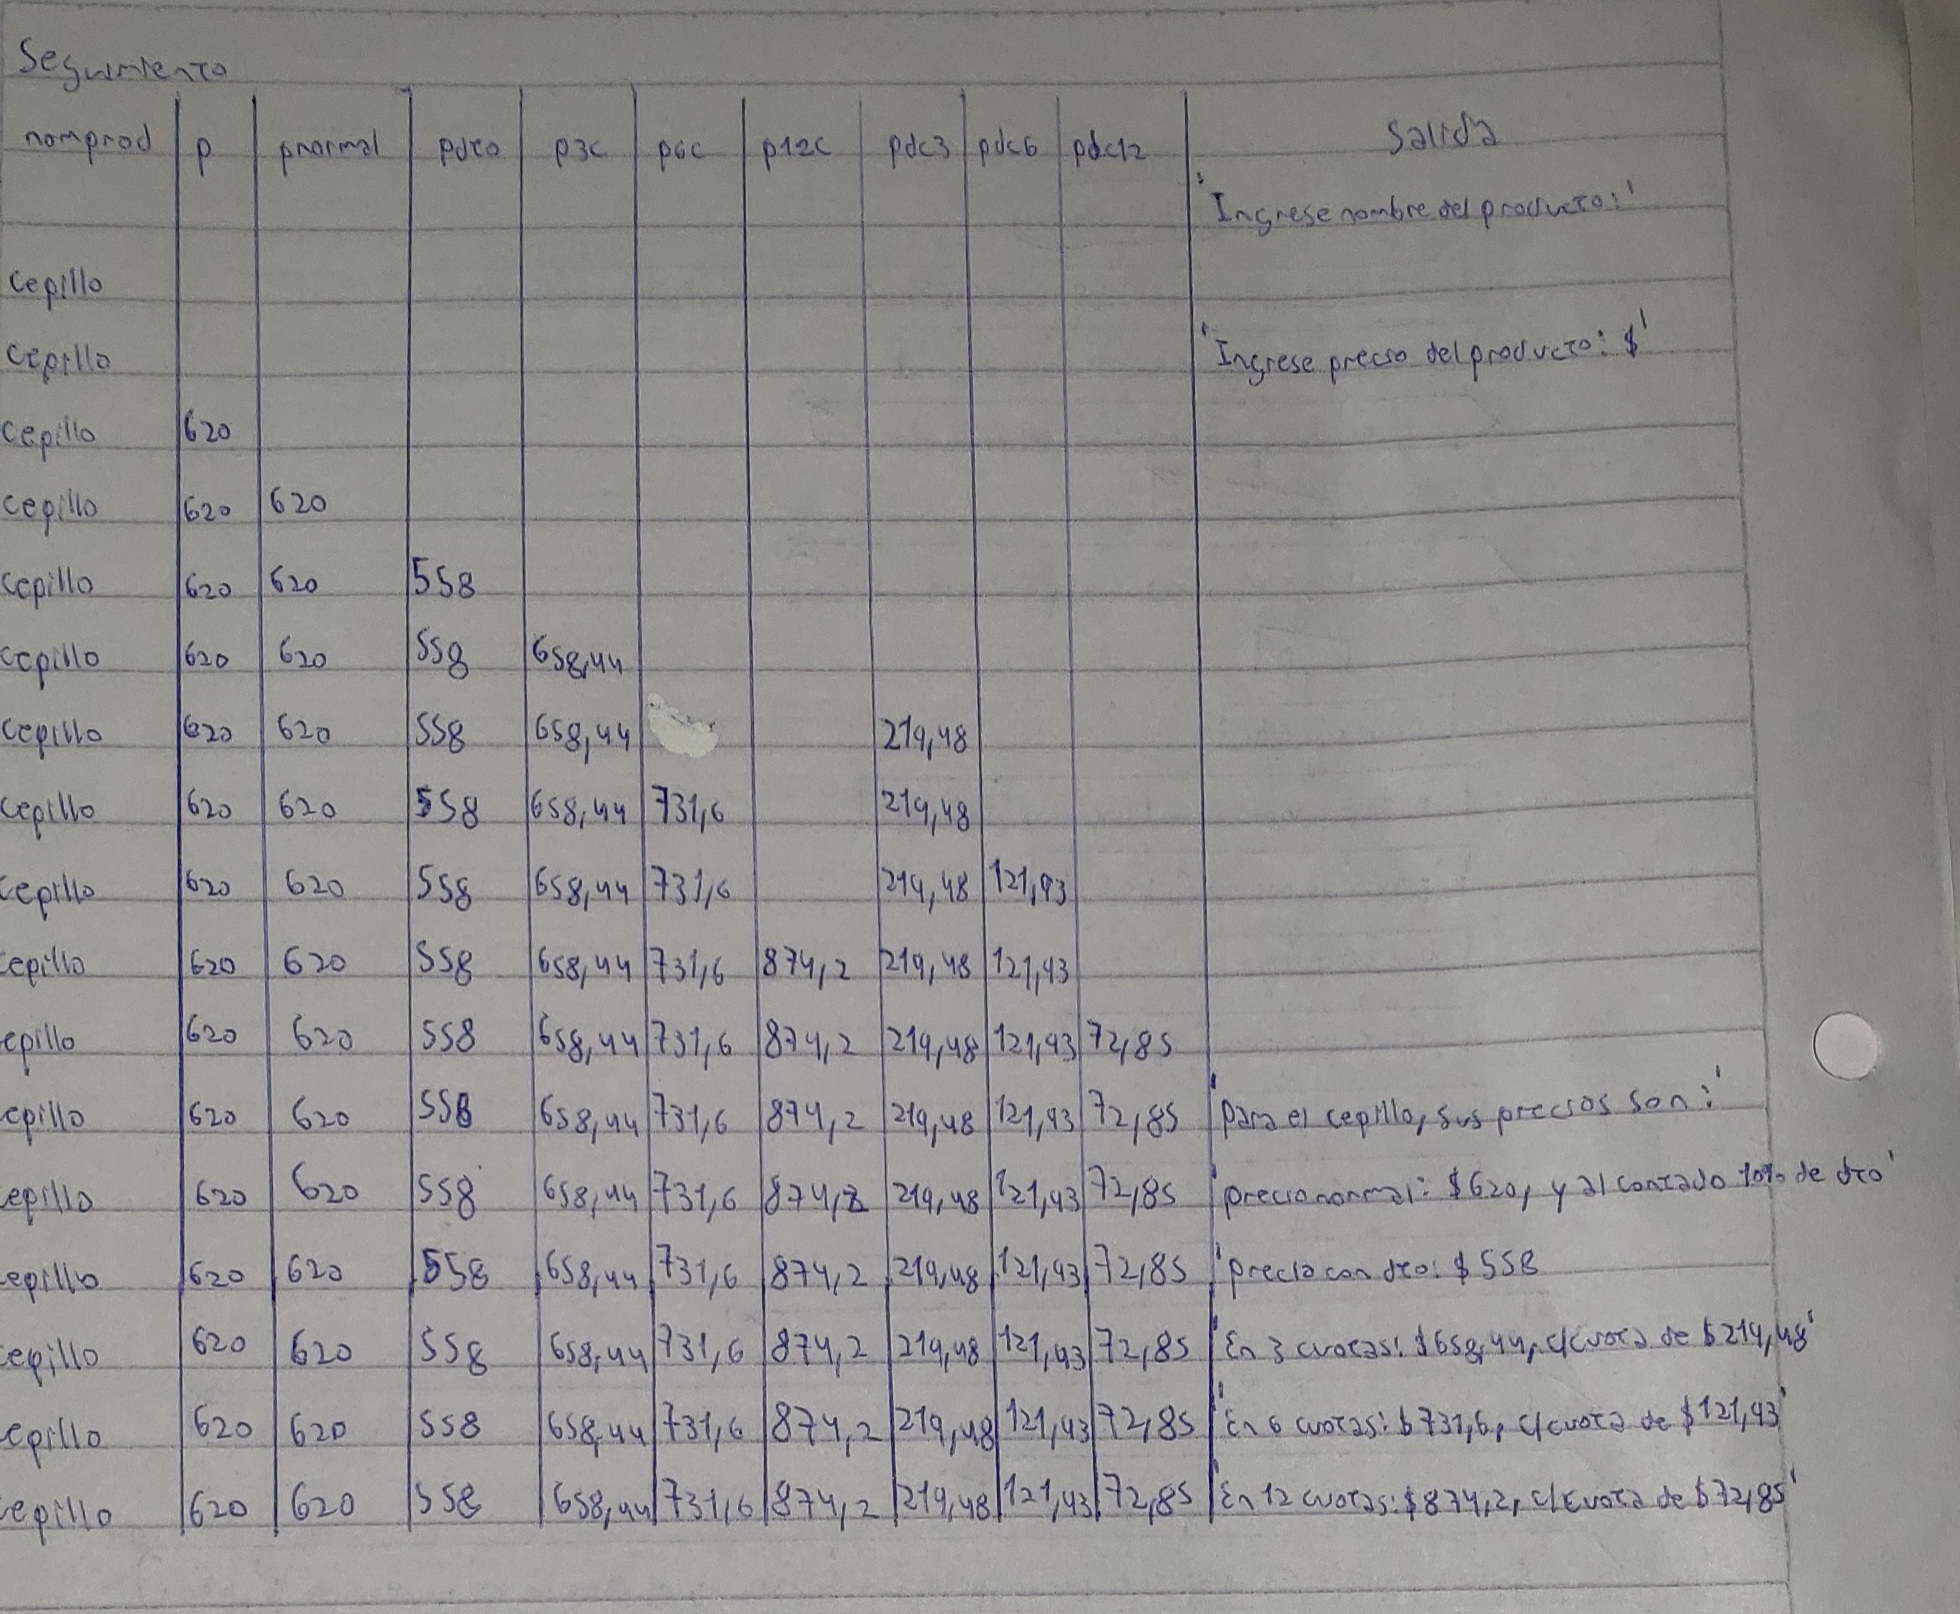 Seguimiento
nomprod p pnormal pdto p3c p6c p12c pdc3 pdc6 pdc12 Salida
'Ingrese nombre del producto:'
cepillo
cepillo 'Ingrese precio del producto: $'
cepillo 620
cepillo 620 620
cepillo 620 620 558
cepillo 620 620 558 658,44
cepillo 620 620 558 658,44 219,48
cepillo 620 620 558 658,44 731,6 219,48
cepillo 620 620 558 658,44 731,6 219,48 121,93
cepillo 620 620 558 658,44 731,6 874,2 219,48 121,93
epillo 620 620 558 658,44 731,6 874,2 219,48 121,93 72,85
epillo 620 620 558 658,44 731,6 874,2 219,48 121,93 72,85 'para el cepillo, sus precios son:'
epillo 620 620 558 658,44 731,6 874,2 219,48 121,93 72,85 'precio normal: $620, y al contado 10% de dto'
epillo 620 620 558 658,44 731,6 874,2 219,48 121,93 72,85 'precio con dto: $558
cepillo 620 620 558 658,44 731,6 874,2 219,48 121,93 72,85 'En 3 cuotas: $658,44, c/cuota de $219,48'
cepillo 620 620 558 658,44 731,6 874,2 219,48 121,93 72,85 'En 6 cuotas: $731,6, c/cuota de $121,93'
cepillo 620 620 558 658,44 731,6 874,2 219,48 121,93 72,85 'En 12 cuotas: $874,2, c/cuota de $72,85'